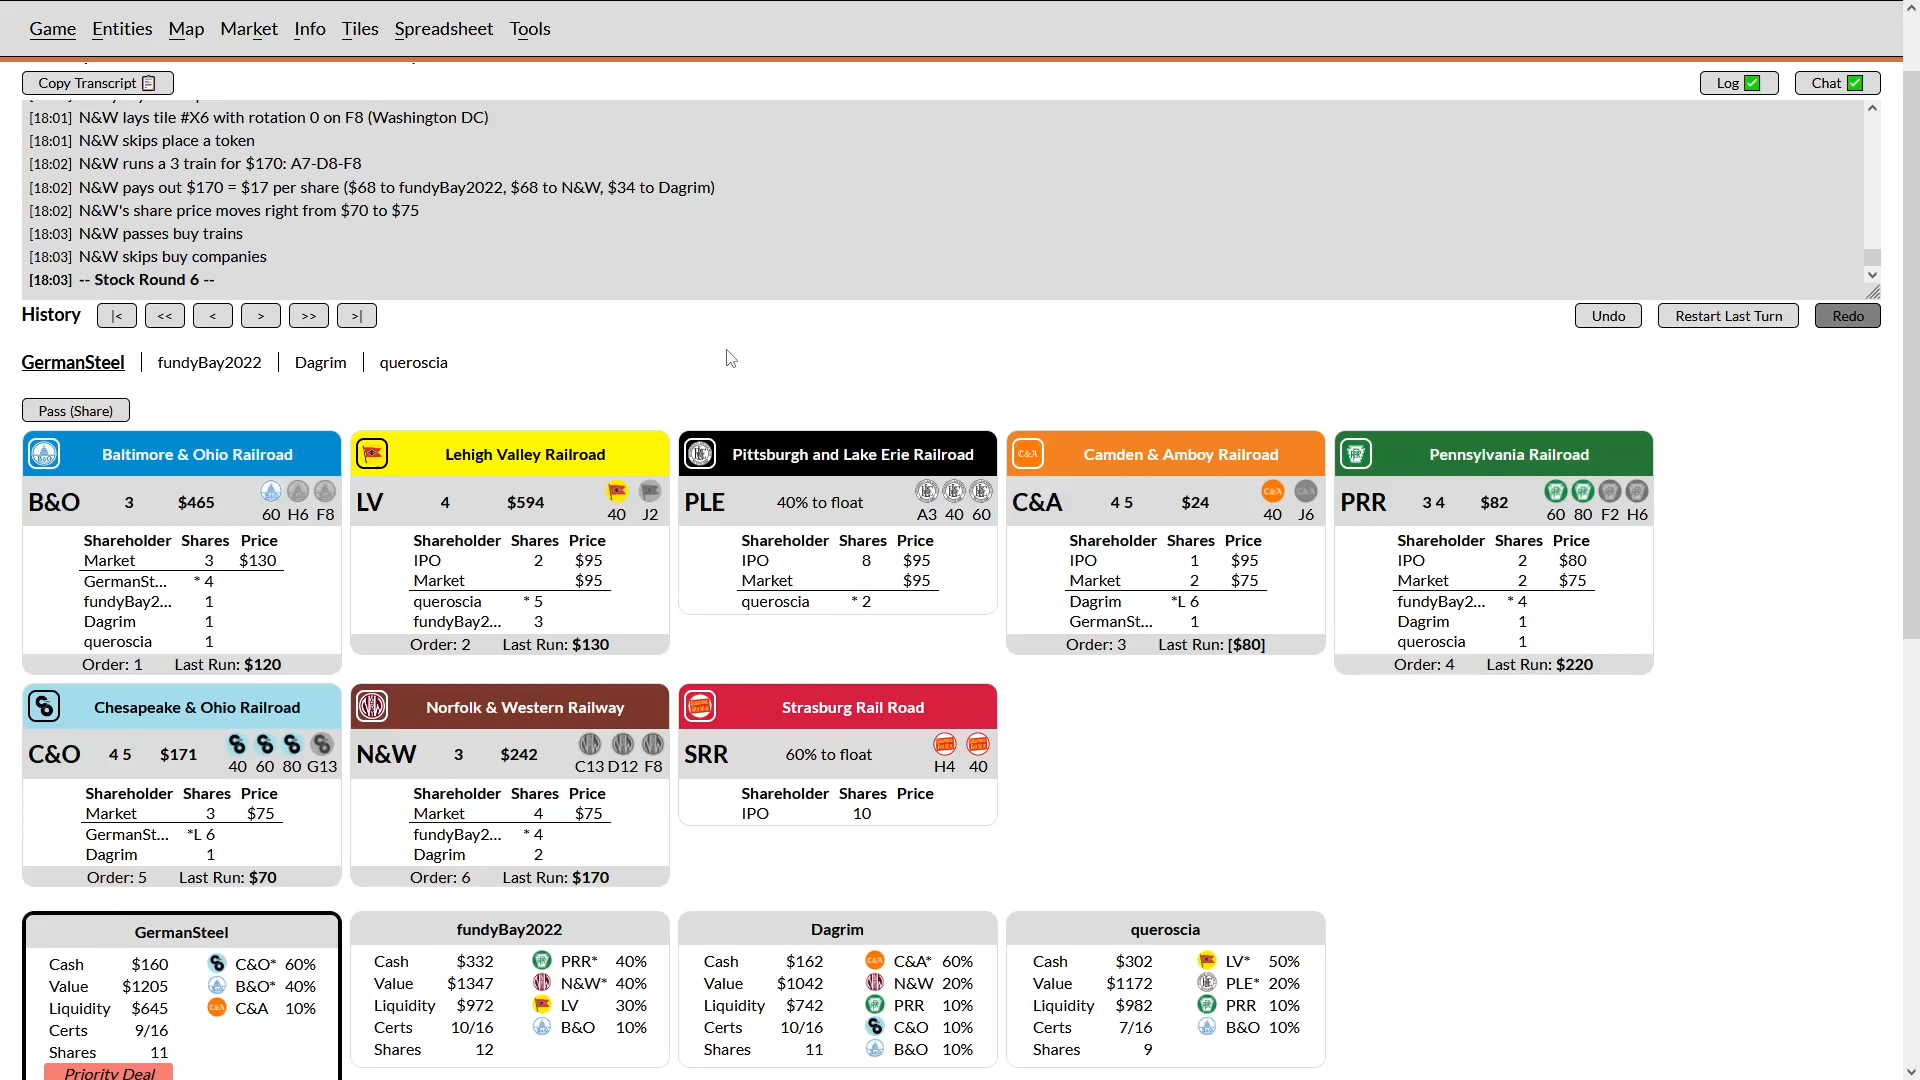 Game Entities Map Market Info Tiles Spreadsheet Tools
Copy Transcript Log Chat
[18:01] N&W lays tile #X6 with rotation 0 on F8 (Washington DC)
[18:01] N&W skips place a token
[18:02] N&W runs a 3 train for $170: A7-D8-F8
[18:02] N&W pays out $170 = $17 per share ($68 to fundyBay2022, $68 to N&W, $34 to Dagrim)
[18:02] N&W's share price moves right from $70 to $75
[18:03] N&W passes buy trains
[18:03] N&W skips buy companies
[18:03] -- Stock Round 6 --
History |< << < > >> >| Undo Restart Last Turn Redo
GermanSteel fundyBay2022 Dagrim queroscia
Pass (Share)
Baltimore & Ohio Railroad
B&O 3 $465 60 H6 F8
Shareholder Shares Price
Market 3 $130
GermanSt... * 4
fundyBay2... 1
Dagrim 1
queroscia 1
Order: 1 Last Run: $120
Lehigh Valley Railroad
LV 4 $594 40 J2
Shareholder Shares Price
IPO 2 $95
Market $95
queroscia * 5
fundyBay2... 3
Order: 2 Last Run: $130
Pittsburgh and Lake Erie Railroad
PLE 40% to float A3 40 60
Shareholder Shares Price
IPO 8 $95
Market $95
queroscia * 2
Camden & Amboy Railroad
C&A 4 5 $24 40 J6
Shareholder Shares Price
IPO 1 $95
Market 2 $75
Dagrim *L 6
GermanSt... 1
Order: 3 Last Run: [$80]
Pennsylvania Railroad
PRR 3 4 $82 60 80 F2 H6
Shareholder Shares Price
IPO 2 $80
Market 2 $75
fundyBay2... * 4
Dagrim 1
queroscia 1
Order: 4 Last Run: $220
Chesapeake & Ohio Railroad
C&O 4 5 $171 40 60 80 G13
Shareholder Shares Price
Market 3 $75
GermanSt... *L 6
Dagrim 1
Order: 5 Last Run: $70
Norfolk & Western Railway
N&W 3 $242 C13 D12 F8
Shareholder Shares Price
Market 4 $75
fundyBay2... * 4
Dagrim 2
Order: 6 Last Run: $170
Strasburg Rail Road
SRR 60% to float H4 40
Shareholder Shares Price
IPO 10
GermanSteel
Cash $160 C&O* 60%
Value $1205 B&O* 40%
Liquidity $645 C&A 10%
Certs 9/16
Shares 11
Priority Deal
fundyBay2022
Cash $332 PRR* 40%
Value $1347 N&W* 40%
Liquidity $972 LV 30%
Certs 10/16 B&O 10%
Shares 12
Dagrim
Cash $162 C&A* 60%
Value $1042 N&W 20%
Liquidity $742 PRR 10%
Certs 10/16 C&O 10%
Shares 11 B&O 10%
queroscia
Cash $302 LV* 50%
Value $1172 PLE* 20%
Liquidity $982 PRR 10%
Certs 7/16 B&O 10%
Shares 9